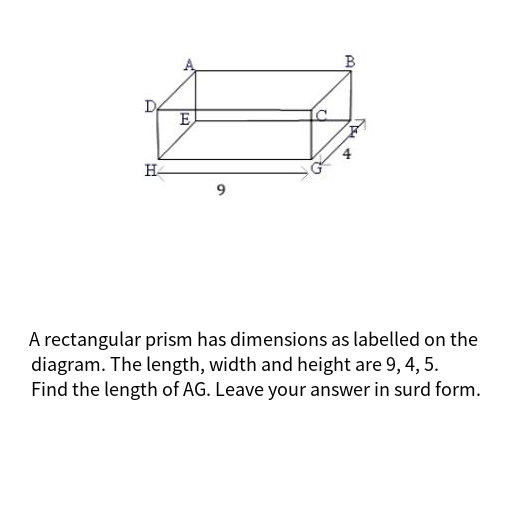 A
B
D
E
C
F
4
H
G
9
A rectangular prism has dimensions as labelled on the
diagram. The length, width and height are 9, 4, 5.
Find the length of AG. Leave your answer in surd form.